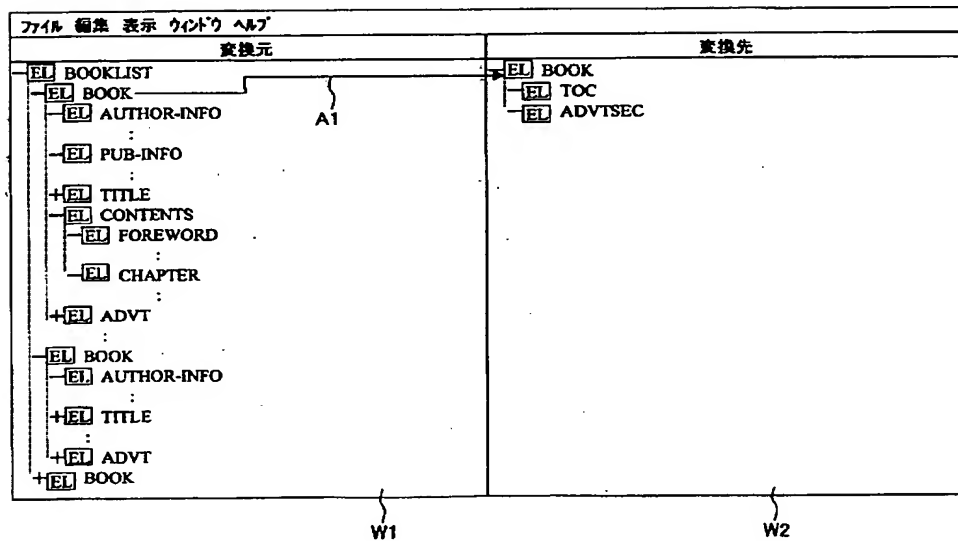 ファイル 編集 表示 ウィンドウ ヘルプ
変換元 変換先
EL BOOKLIST
EL BOOK
EL AUTHOR-INFO
:
EL PUB-INFO
:
+EL TITLE
EL CONTENTS
EL FOREWORD
:
EL CHAPTER
:
+EL ADVT
:
EL BOOK
EL AUTHOR-INFO
:
+EL TITLE
:
+EL ADVT
+EL BOOK
A1
EL BOOK
EL TOC
EL ADVTSEC
W1
W2